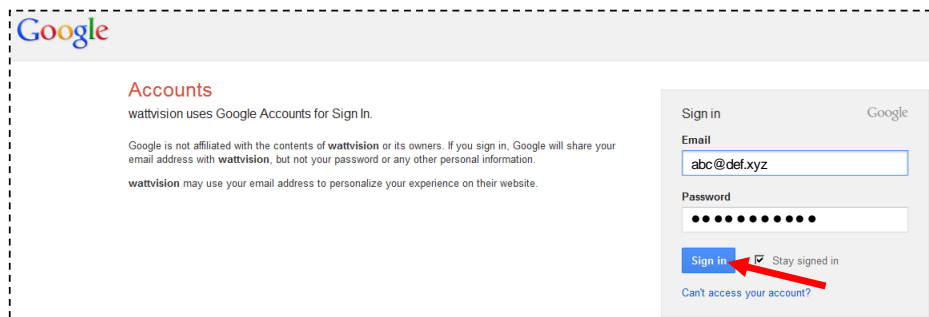 Google
Accounts
wattvision uses Google Accounts for Sign In.
Google is not affiliated with the contents of wattvision or its owners. If you sign in, Google will share your
email address with wattvision, but not your password or any other personal information.
wattvision may use your email address to personalize your experience on their website.
Sign in Google
Email
abc@def.xyz
Password
●●●●●●●●●●●
Sign in Stay signed in
Can't access your account?